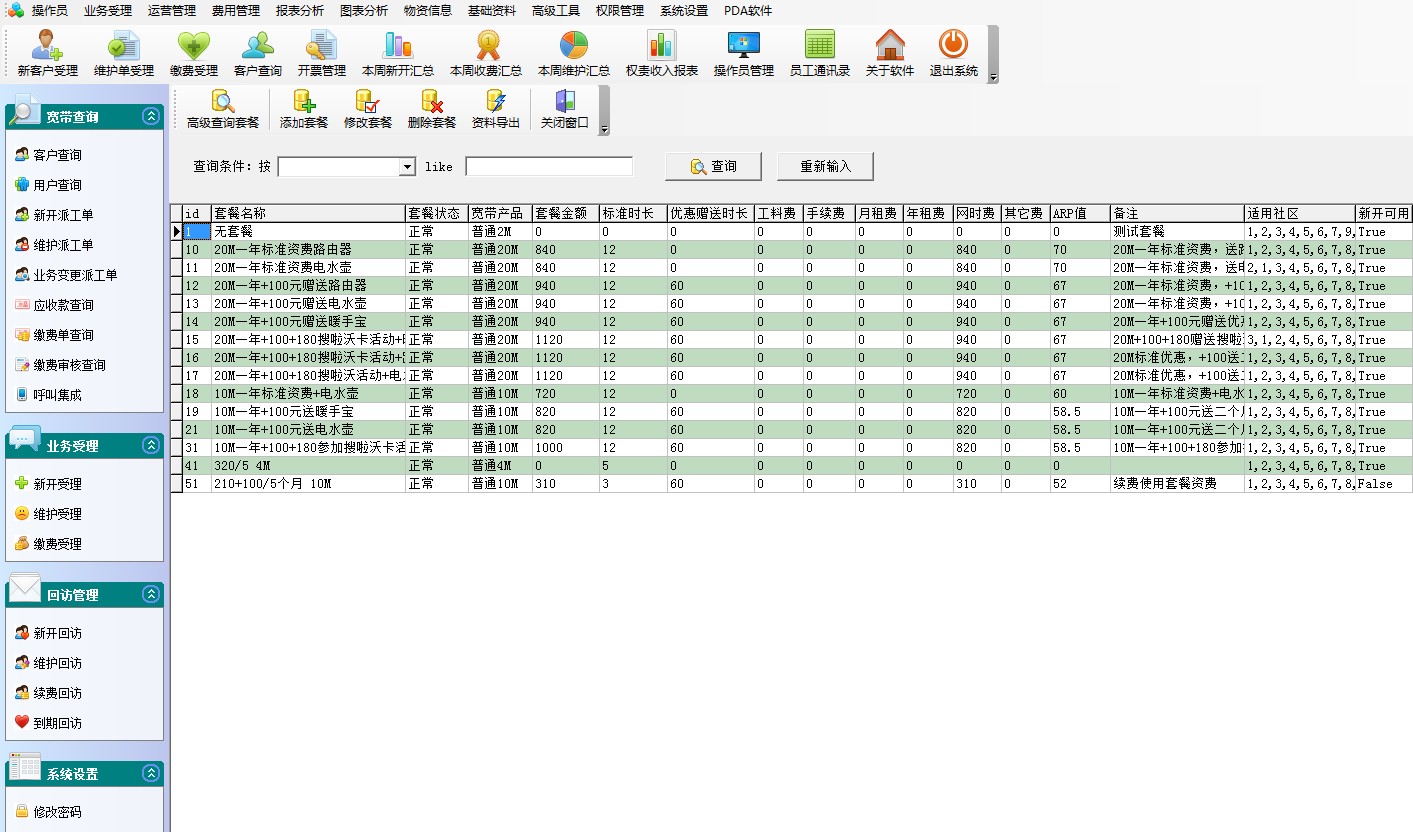 操作员 业务受理 运营管理 费用管理 报表分析 图表分析 物资信息 基础资料 高级工具 权限管理 系统设置 PDA软件
新客户受理 维护单受理 缴费受理 客户查询 开票管理 本周新开汇总 本周收费汇总 本周维护汇总 权责收入报表 操作员管理 员工通讯录 关于软件 退出系统
高级查询套餐 添加套餐 修改套餐 删除套餐 资料导出 关闭窗口
查询条件：按 like 查询 重新输入
宽带查询
客户查询
用户查询
新开派工单
维护派工单
业务变更派工单
应收款查询
缴费单查询
缴费审核查询
呼叫集成
业务受理
新开受理
维护受理
缴费受理
回访管理
新开回访
维护回访
续费回访
到期回访
系统设置
修改密码
id 套餐名称 套餐状态 宽带产品 套餐金额 标准时长 优惠赠送时长 工料费 手续费 月租费 年租费 网时费 其它费 ARP值 备注 适用社区 新开可用
1 无套餐 正常 普通2M 0 0 0 0 0 0 0 0 0 0 测试套餐 1,2,3,4,5,6,7,9, True
10 20M一年标准资费路由器 正常 普通20M 840 12 0 0 0 0 0 840 0 70 20M一年标准资费，送 1,2,3,4,5,6,7,8, True
11 20M一年标准资费电水壶 正常 普通20M 840 12 0 0 0 0 0 840 0 70 20M一年标准资费，送 2,1,3,4,5,6,7,8, True
12 20M一年+100元赠送路由器 正常 普通20M 940 12 60 0 0 0 0 940 0 67 20M一年标准资费，+10 1,2,3,4,5,6,7,8, True
13 20M一年+100元赠送电水壶 正常 普通20M 940 12 60 0 0 0 0 940 0 67 20M一年标准资费，+10 1,2,3,4,5,6,7,8, True
14 20M一年+100元赠送暖手宝 正常 普通20M 940 12 60 0 0 0 0 940 0 67 20M一年+100元赠送优 1,2,3,4,5,6,7,8, True
15 20M一年+100+180搜啦沃卡活动+ 正常 普通20M 1120 12 60 0 0 0 0 940 0 67 20M+100+180赠送搜啦 3,1,2,4,5,6,7,8, True
16 20M一年+100+180搜啦沃卡活动+ 正常 普通20M 1120 12 60 0 0 0 0 940 0 67 20M标准优惠，+100送 1,2,3,4,5,6,7,8, True
17 20M一年+100+180搜啦沃活动+电 正常 普通20M 1120 12 60 0 0 0 0 940 0 67 20M标准优惠，+100送 1,2,3,4,5,6,7,8, True
18 10M一年标准资费+电水壶 正常 普通10M 720 12 0 0 0 0 0 720 0 60 10M一年标准资费+电水 1,2,3,4,5,6,7,8, True
19 10M一年+100元送暖手宝 正常 普通10M 820 12 60 0 0 0 0 820 0 58.5 10M一年+100元送二个 1,2,3,4,5,6,7,8, True
21 10M一年+100元送电水壶 正常 普通10M 820 12 60 0 0 0 0 820 0 58.5 10M一年+100元送二个 1,2,3,4,5,6,7,8, True
31 10M一年+100+180参加搜啦沃卡活 正常 普通10M 1000 12 60 0 0 0 0 820 0 58.5 10M一年+100+180参加 1,2,3,4,5,6,7,8, True
41 320/5 4M 正常 普通4M 0 5 0 0 0 0 0 0 0 0 1,2,3,4,5,6,7,8, True
51 210+100/5个月 10M 正常 普通10M 310 3 60 0 0 0 0 310 0 52 续费使用套餐资费 1,2,3,4,5,6,7,8, False